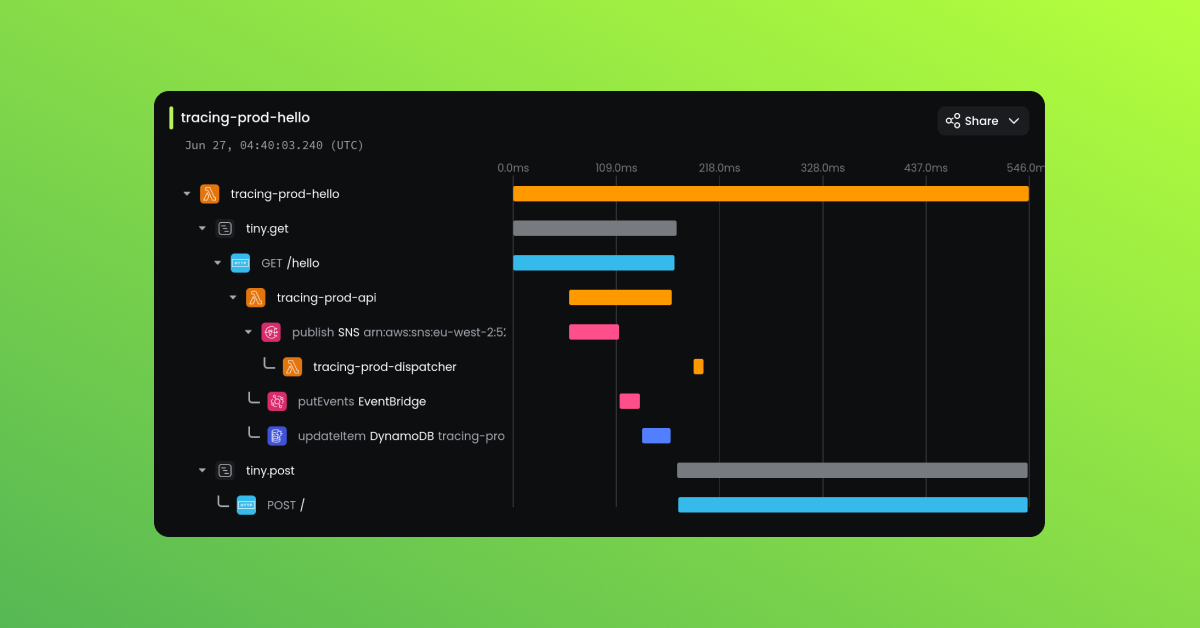 tracing-prod-hello
Share
Jun 27, 04:40:03.240 (UTC)
0.0ms 109.0ms 218.0ms 328.0ms 437.0ms 546.0m
tracing-prod-hello
tiny.get
GET /hello
tracing-prod-api
publish SNS arn:aws:sns:eu-west-2:52
tracing-prod-dispatcher
putEvents EventBridge
updateItem DynamoDB tracing-pro
tiny.post
POST /